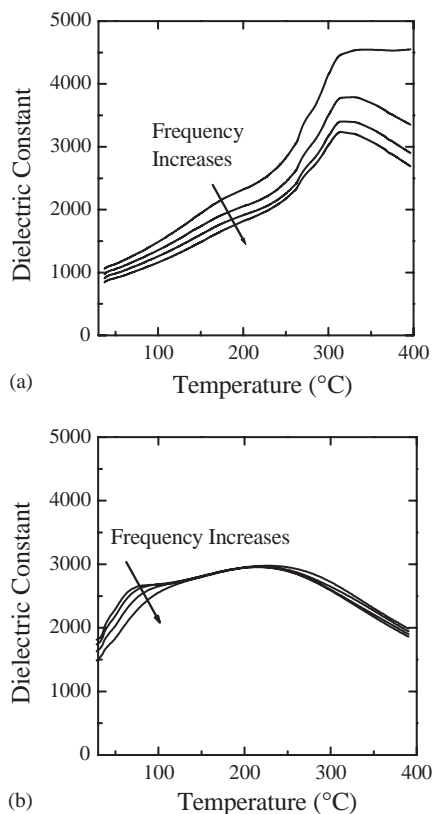 5000
4000
3000
2000
1000
0
Dielectric Constant
Frequency
Increases
100
200
300
400
(a)
Temperature (°C)
5000
4000
3000
2000
1000
0
Dielectric Constant
Frequency Increases
100
200
300
400
(b)
Temperature (°C)